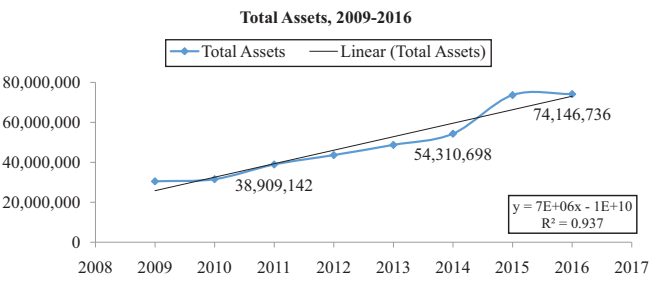 Total Assets, 2009-2016
Total Assets Linear (Total Assets)
80,000,000
60,000,000
40,000,000
20,000,000
0
74,146,736
54,310,698
38,909,142
y = 7E+06x - 1E+10
R² = 0.937
2008 2009 2010 2011 2012 2013 2014 2015 2016 2017